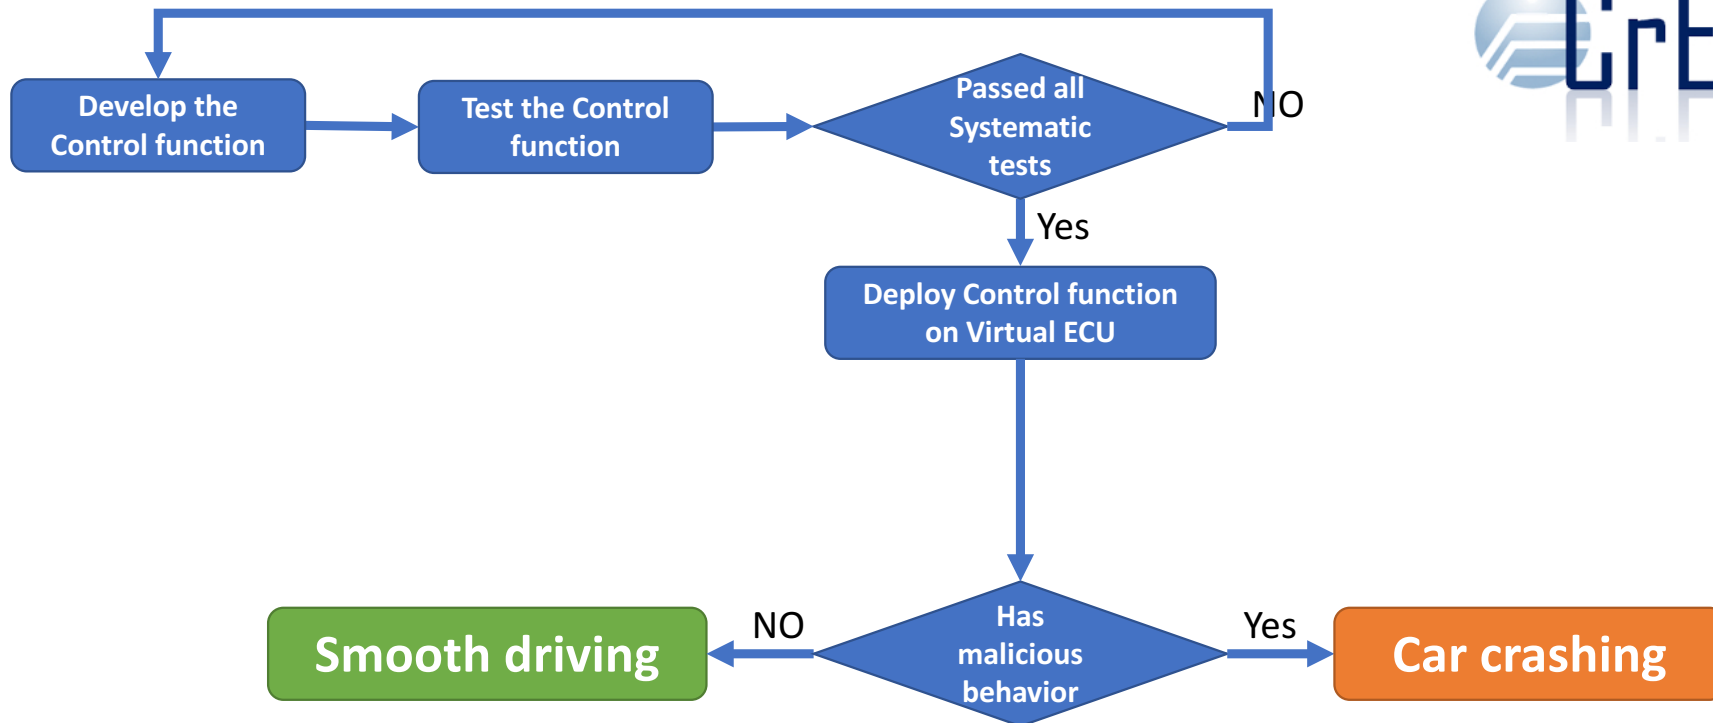 Develop the
Control function
Test the Control
function
Passed all
Systematic
tests
NO
Yes
Deploy Control function
on Virtual ECU
Has
malicious
behavior
NO
Smooth driving
Yes
Car crashing